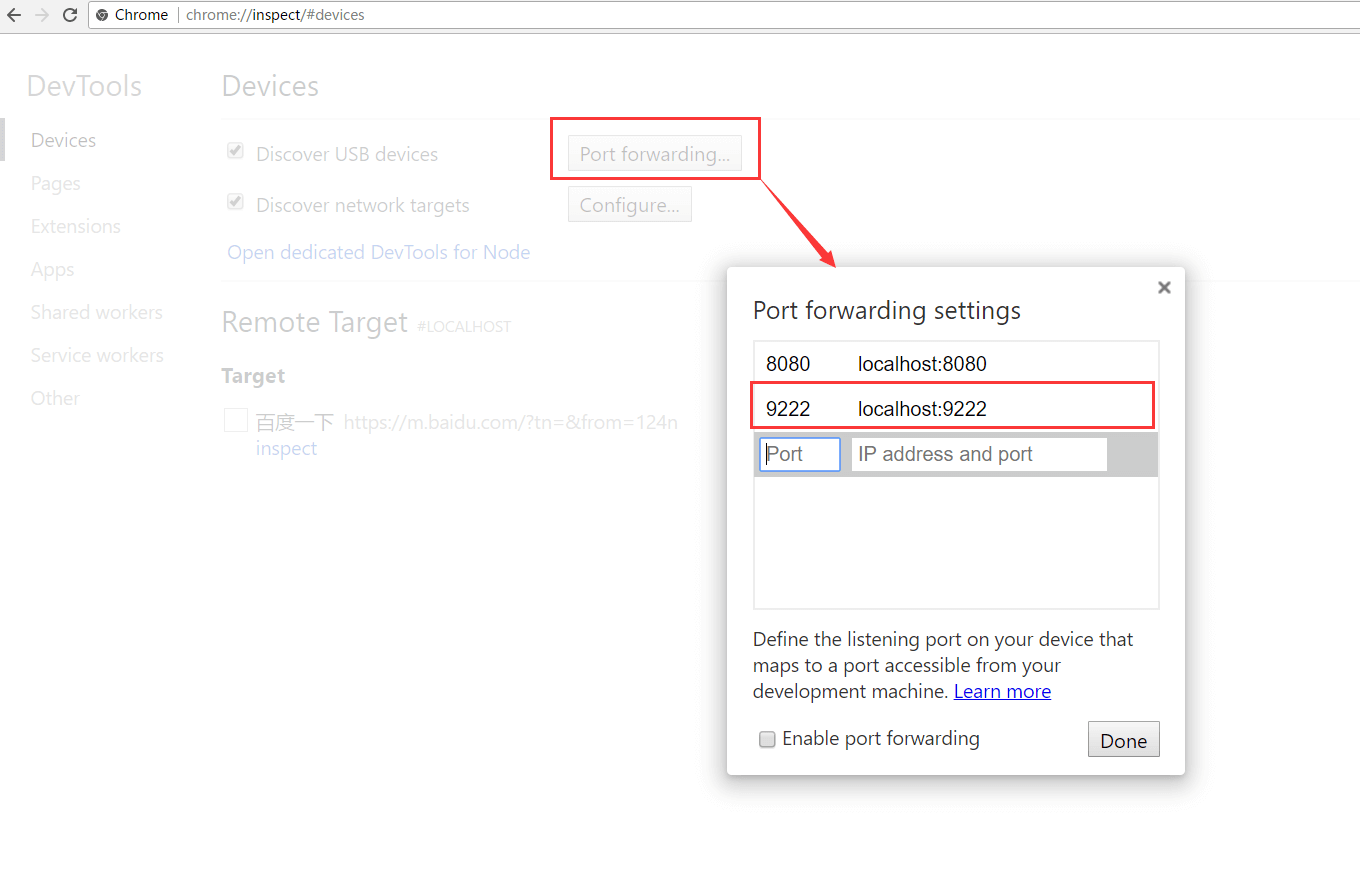 Chrome chrome://inspect/#devices
DevTools
Devices
Pages
Extensions
Apps
Shared workers
Service workers
Other
Devices
Discover USB devices Port forwarding...
Discover network targets Configure...
Open dedicated DevTools for Node
Remote Target #LOCALHOST
Target
百度一下 https://m.baidu.com/?tn=&from=124n
inspect
Port forwarding settings
8080 localhost:8080
9222 localhost:9222
Port IP address and port
Define the listening port on your device that
maps to a port accessible from your
development machine. Learn more
Enable port forwarding Done